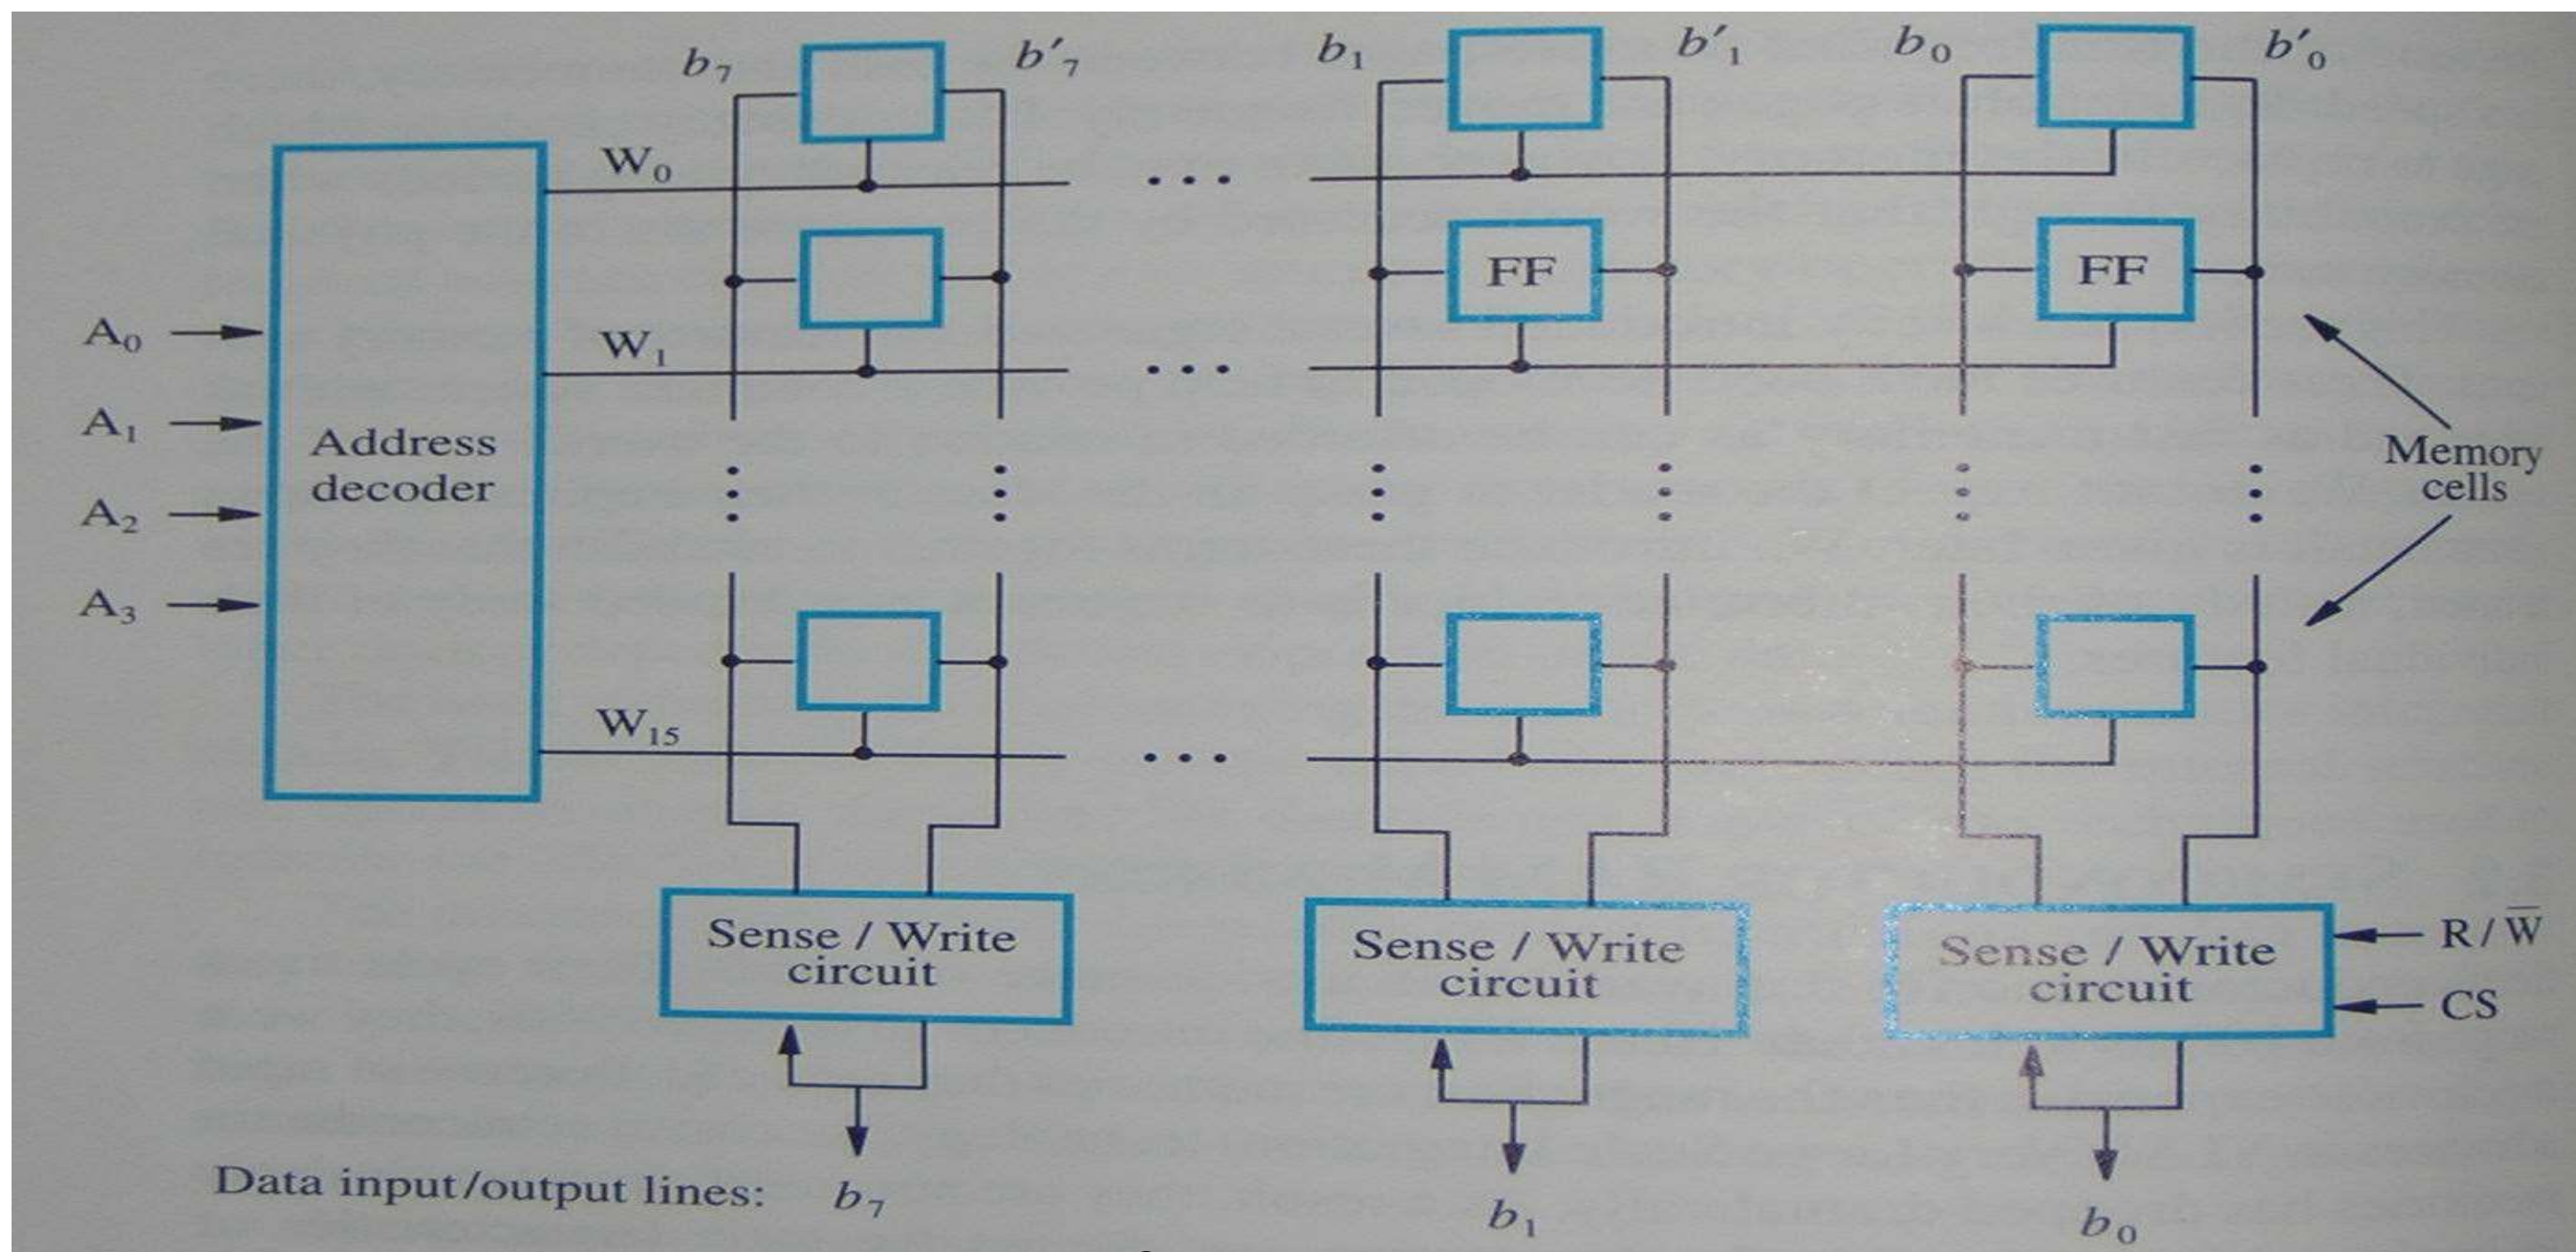 b₇
b′₇
b₁
b′₁
b₀
b′₀
W₀
FF
FF
W₁
A₀
A₁
A₂
A₃
Address
decoder
Memory
cells
W₁₅
Sense / Write
circuit
Sense / Write
circuit
Sense / Write
circuit
R / W̅
CS
Data input/output lines: b₇
b₁
b₀